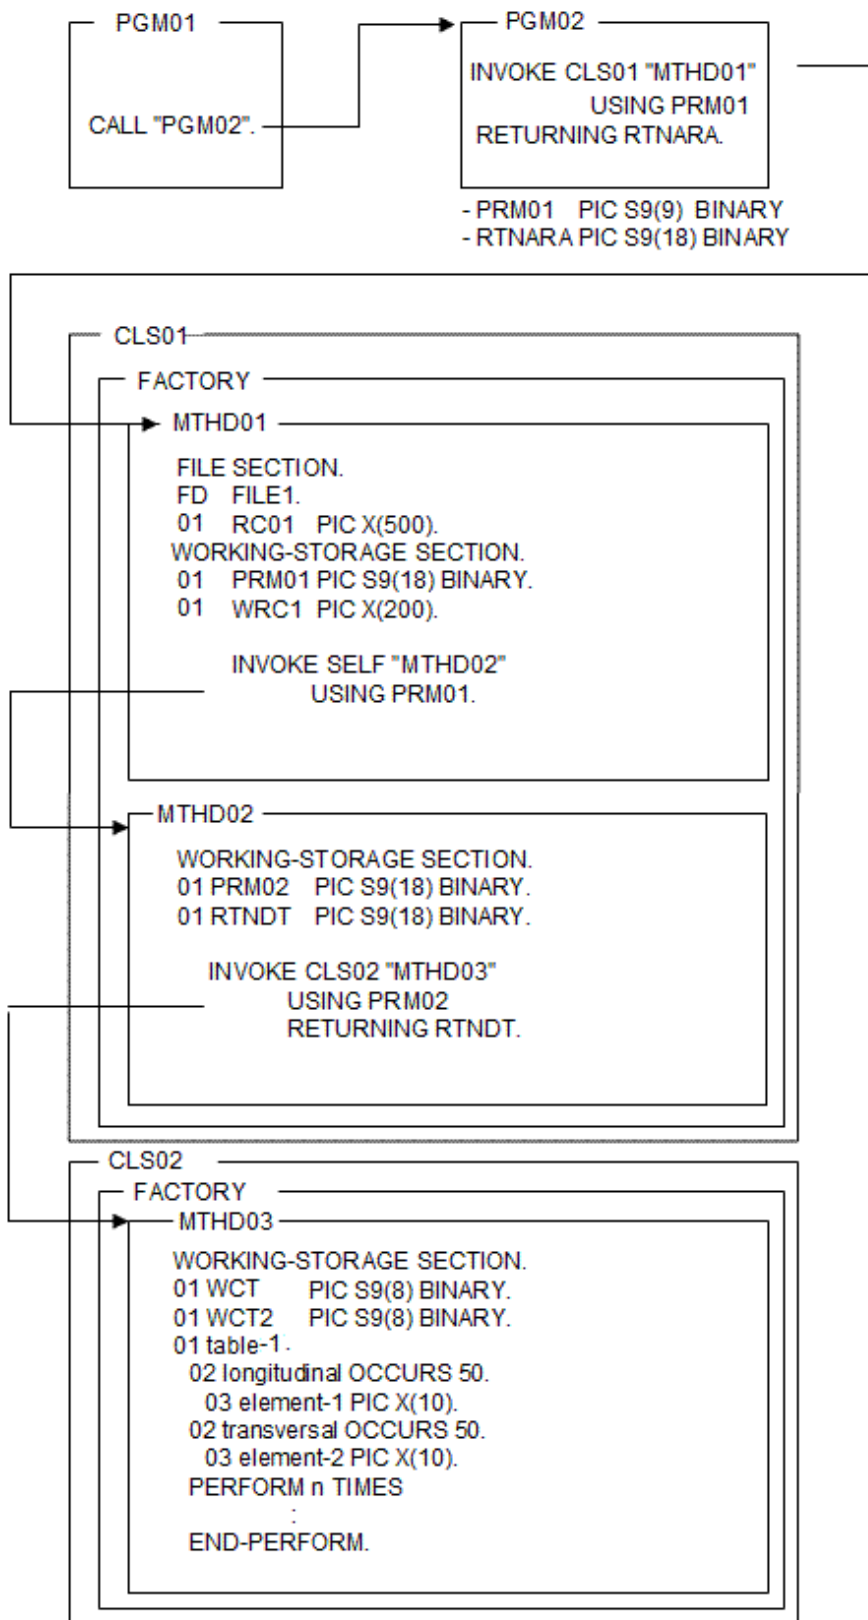 PGM01
CALL "PGM02".
PGM02
INVOKE CLS01 "MTHD01"
USING PRM01
RETURNING RTNARA.
- PRM01 PIC S9(9) BINARY
- RTNARA PIC S9(18) BINARY
CLS01
FACTORY
MTHD01
FILE SECTION.
FD FILE1.
01 RC01 PIC X(500).
WORKING-STORAGE SECTION.
01 PRM01 PIC S9(18) BINARY.
01 WRC1 PIC X(200).
INVOKE SELF "MTHD02"
USING PRM01.
MTHD02
WORKING-STORAGE SECTION.
01 PRM02 PIC S9(18) BINARY.
01 RTNDT PIC S9(18) BINARY.
INVOKE CLS02 "MTHD03"
USING PRM02
RETURNING RTNDT.
CLS02
FACTORY
MTHD03
WORKING-STORAGE SECTION.
01 WCT PIC S9(8) BINARY.
01 WCT2 PIC S9(8) BINARY.
01 table-1.
02 longitudinal OCCURS 50.
03 element-1 PIC X(10).
02 transversal OCCURS 50.
03 element-2 PIC X(10).
PERFORM n TIMES
:
END-PERFORM.